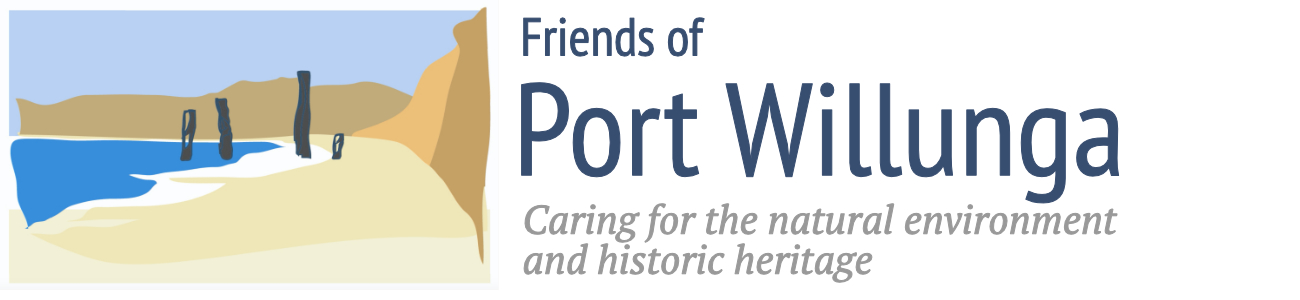 Friends of
Port Willunga
Caring for the natural environment
and historic heritage